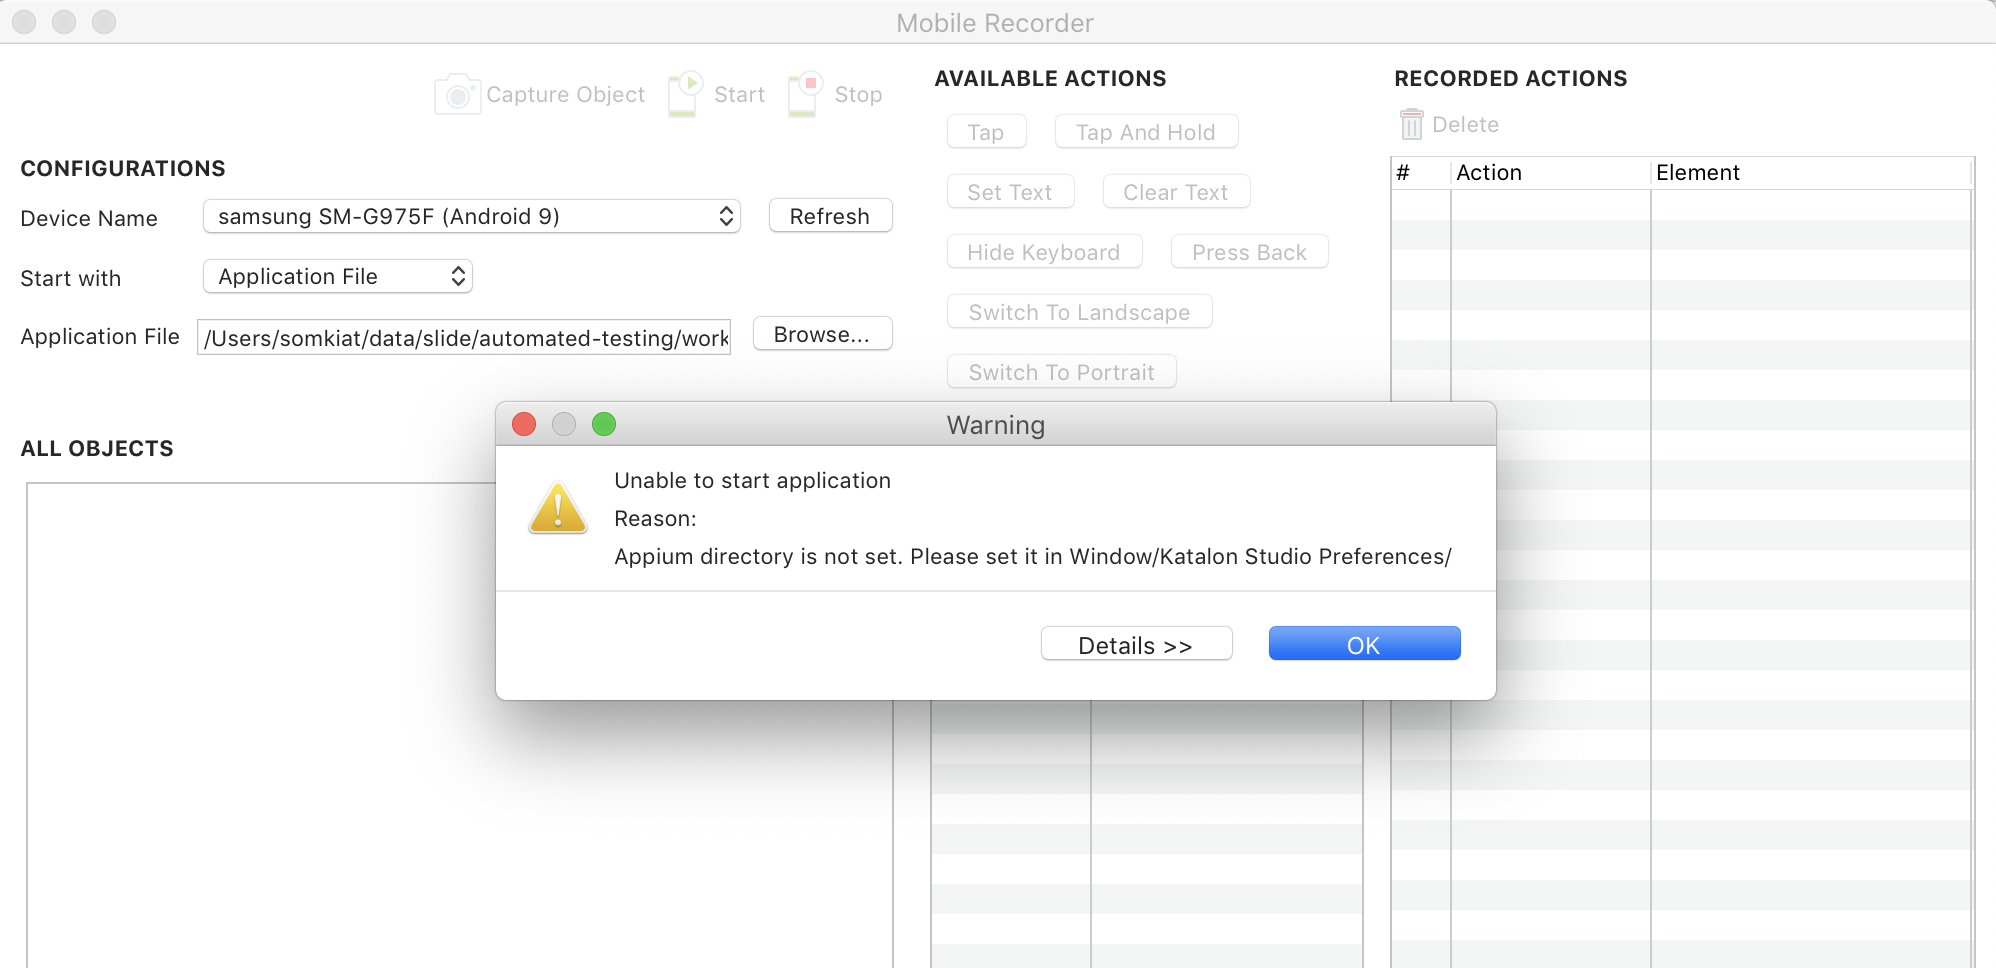 Mobile Recorder
Capture Object
Start
Stop
CONFIGURATIONS
Device Name
samsung SM-G975F (Android 9)
Refresh
Start with
Application File
Application File
/Users/somkiat/data/slide/automated-testing/work
Browse...
ALL OBJECTS
AVAILABLE ACTIONS
Tap
Tap And Hold
Set Text
Clear Text
Hide Keyboard
Press Back
Switch To Landscape
Switch To Portrait
RECORDED ACTIONS
Delete
# Action Element
Warning
Unable to start application
Reason:
Appium directory is not set. Please set it in Window/Katalon Studio Preferences/
Details >>
OK